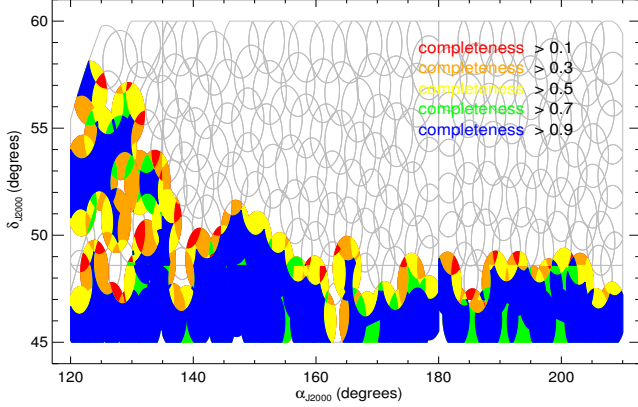 60
55
50
45
δJ2000 (degrees)
completeness > 0.1
completeness > 0.3
completeness > 0.5
completeness > 0.7
completeness > 0.9
120 140 160 180 200
αJ2000 (degrees)